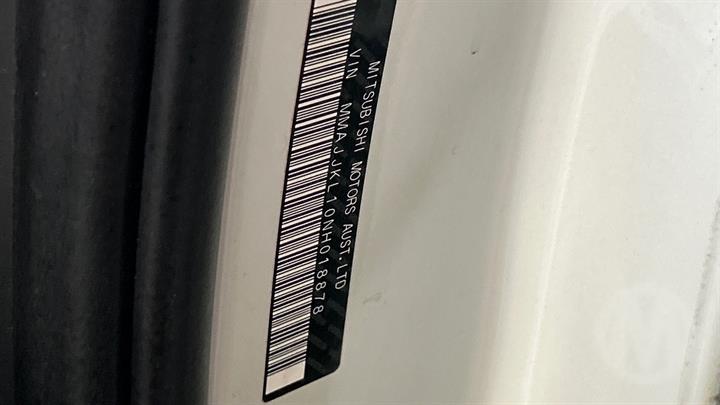 MITSUBISHI MOTORS AUST.LTD
VIN MMAJJKL10NH018878